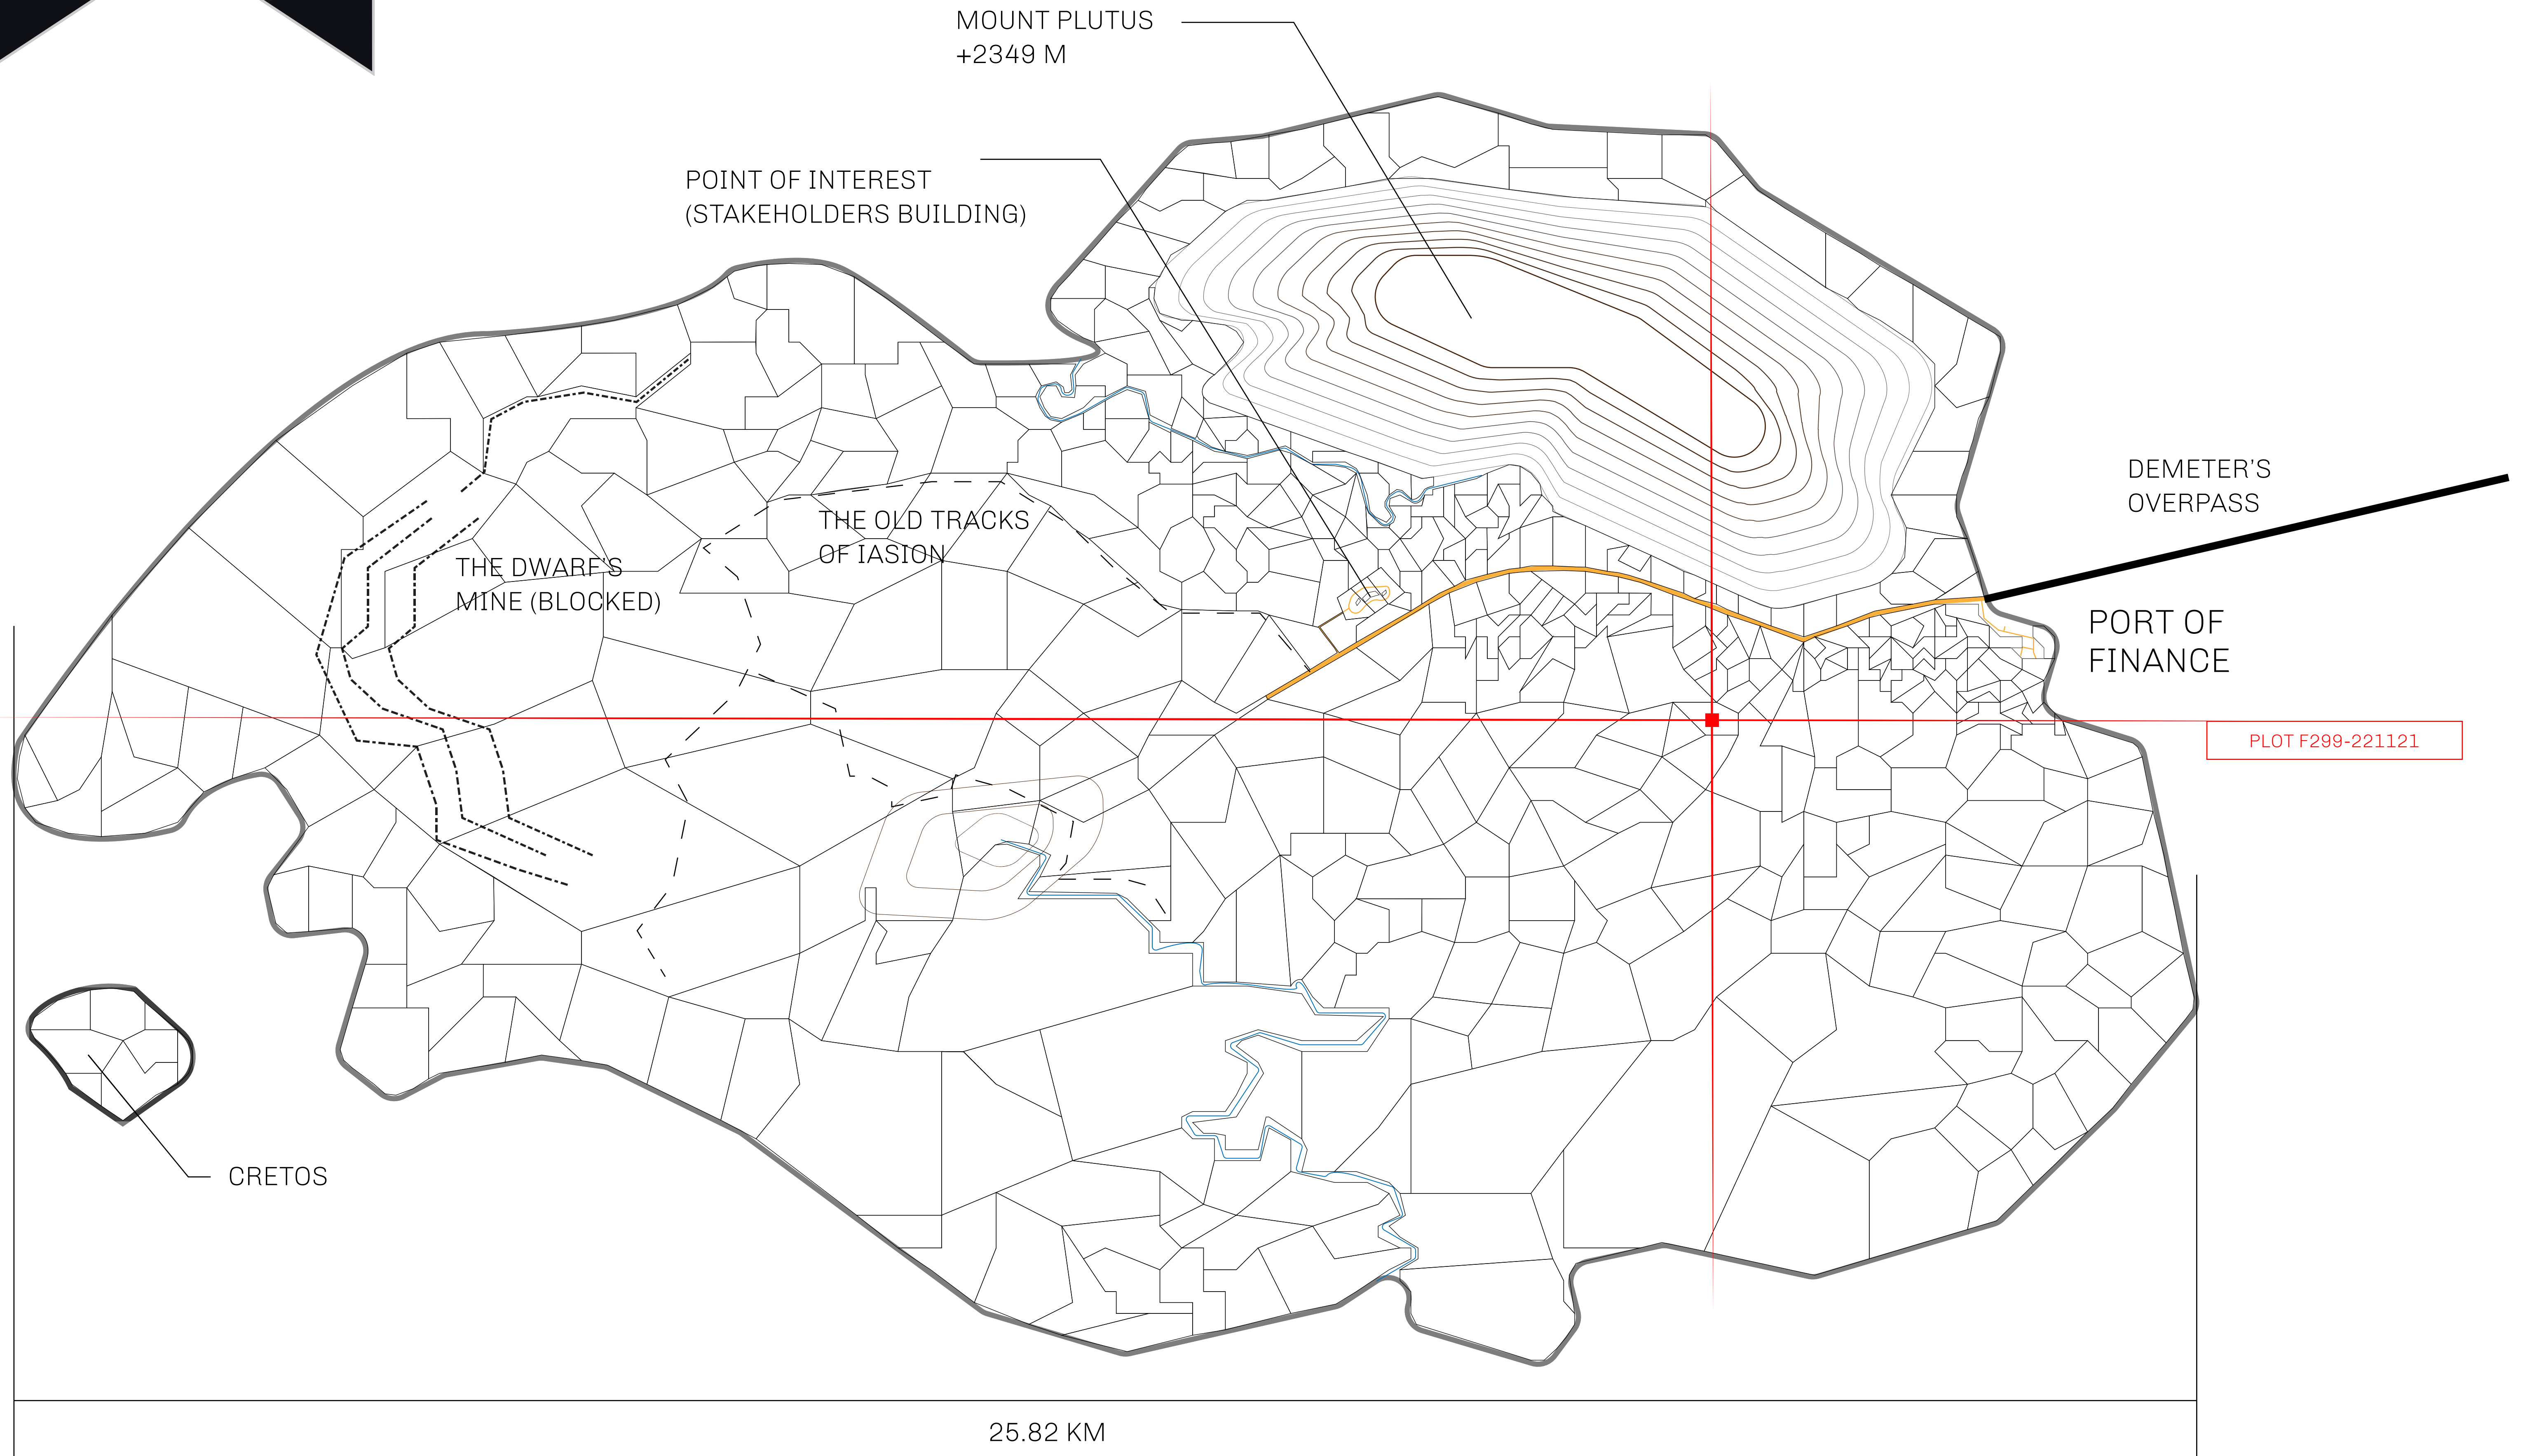 MOUNT PLUTUS
+2349 M
POINT OF INTEREST
(STAKEHOLDERS BUILDING)
DEMETER'S
OVERPASS
THE OLD TRACKS
OF IASION
THE DWARF'S
MINE (BLOCKED)
PORT OF
FINANCE
PLOT F299-221121
CRETOS
25.82 KM